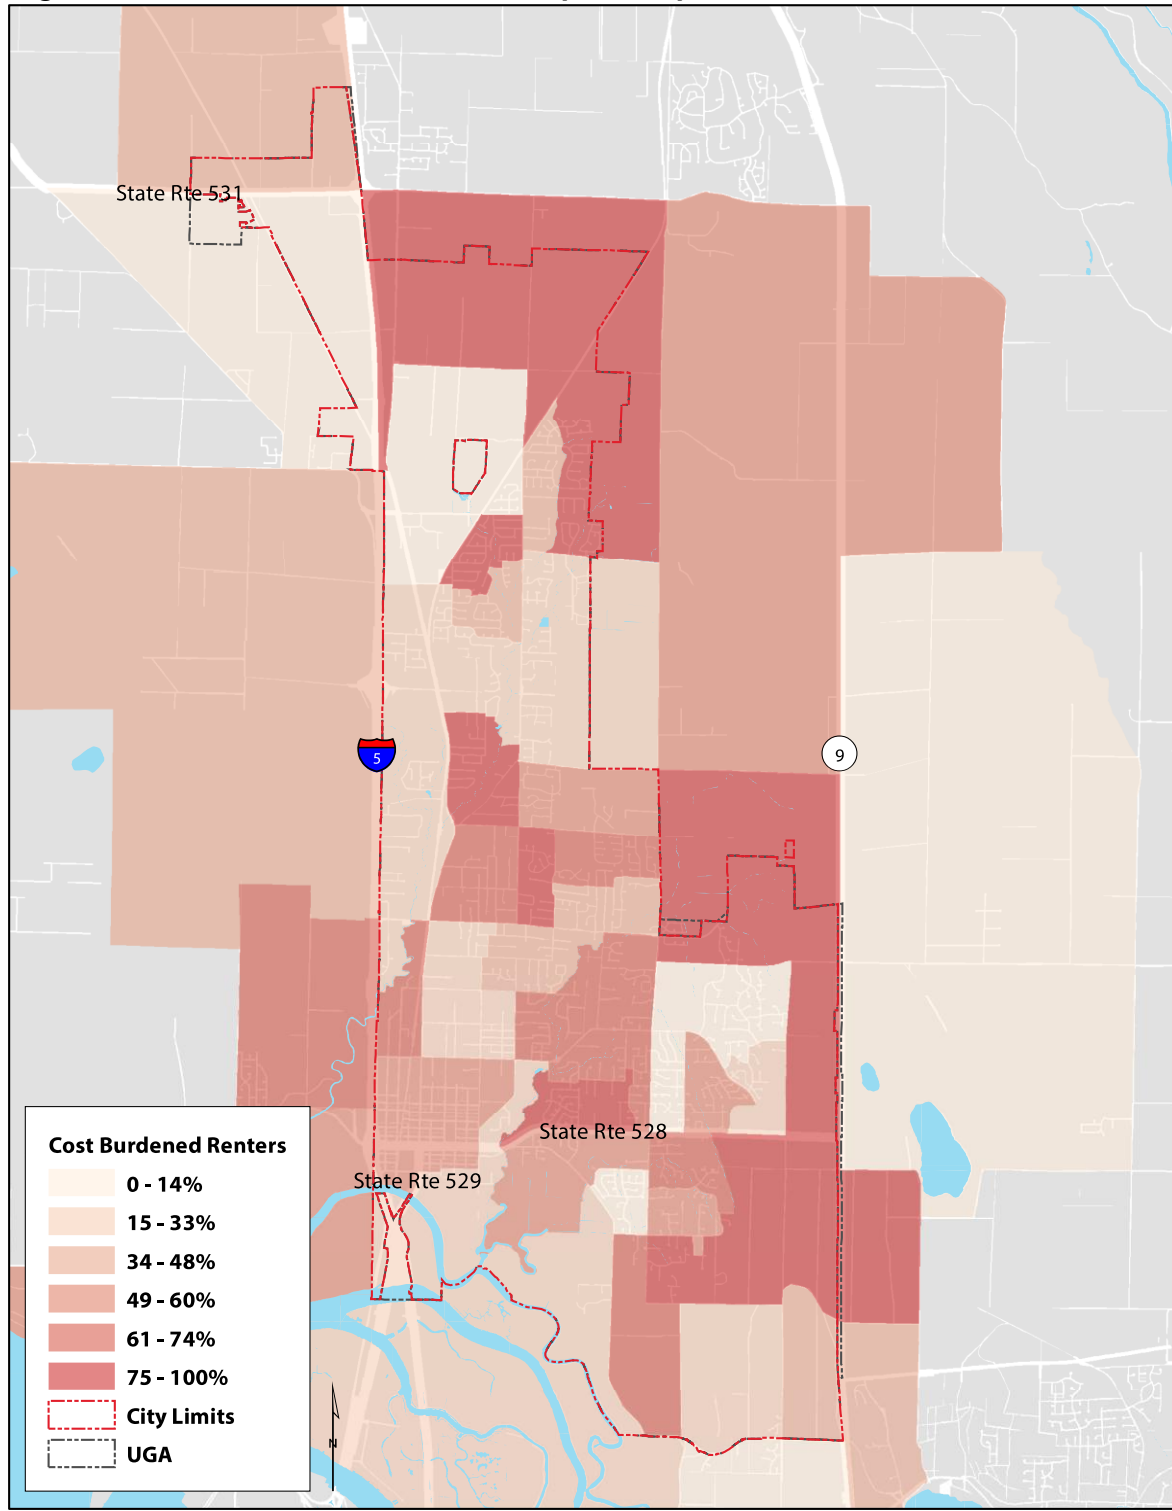 State Rte 531
5
9
State Rte 528
State Rte 529
Cost Burdened Renters
0 - 14%
15 - 33%
34 - 48%
49 - 60%
61 - 74%
75 - 100%
City Limits
UGA
N